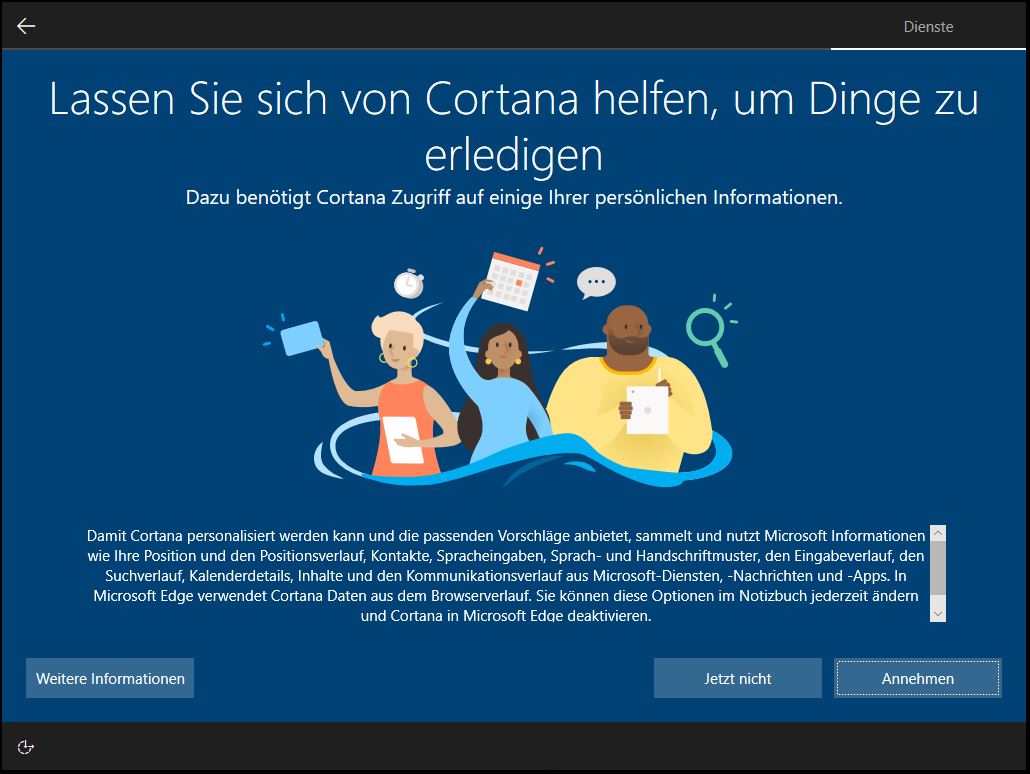 Dienste
Lassen Sie sich von Cortana helfen, um Dinge zu
erledigen
Dazu benötigt Cortana Zugriff auf einige Ihrer persönlichen Informationen.
Damit Cortana personalisiert werden kann und die passenden Vorschläge anbietet, sammelt und nutzt Microsoft Informationen
wie Ihre Position und den Positionsverlauf, Kontakte, Spracheingaben, Sprach- und Handschriftmuster, den Eingabeverlauf, den
Suchverlauf, Kalenderdetails, Inhalte und den Kommunikationsverlauf aus Microsoft-Diensten, -Nachrichten und -Apps. In
Microsoft Edge verwendet Cortana Daten aus dem Browserverlauf. Sie können diese Optionen im Notizbuch jederzeit ändern
und Cortana in Microsoft Edge deaktivieren.
Weitere Informationen
Jetzt nicht
Annehmen